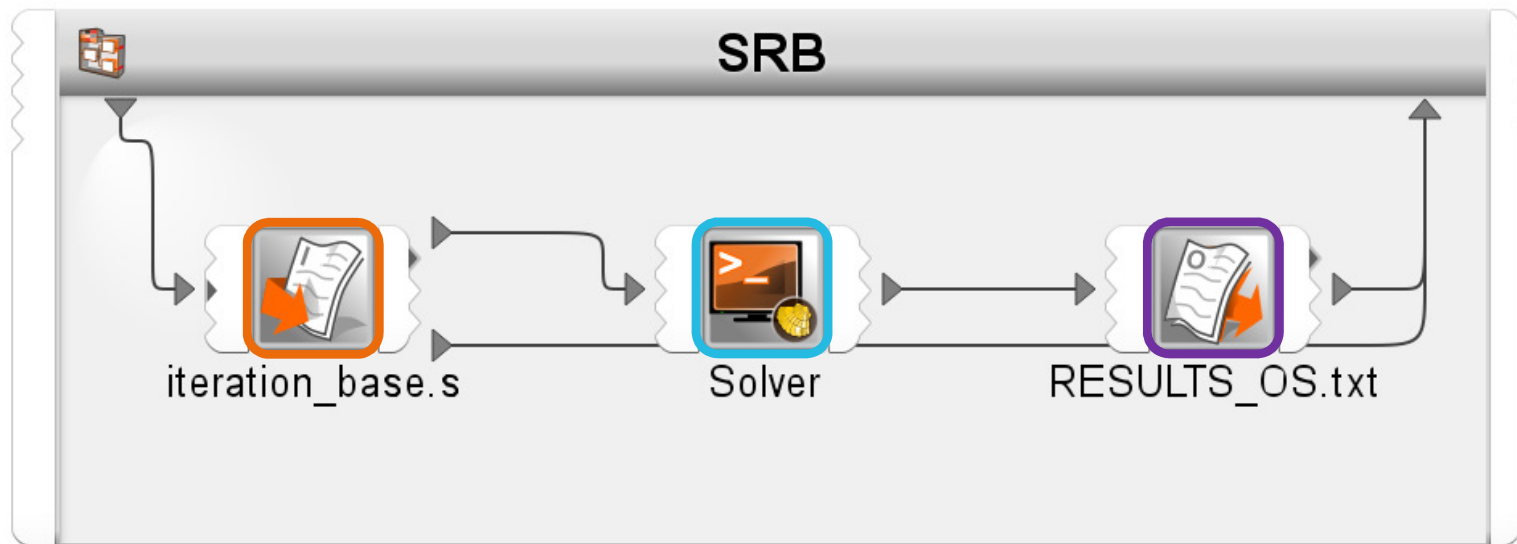 SRB
>_
iteration_base.s
Solver
RESULTS_OS.txt